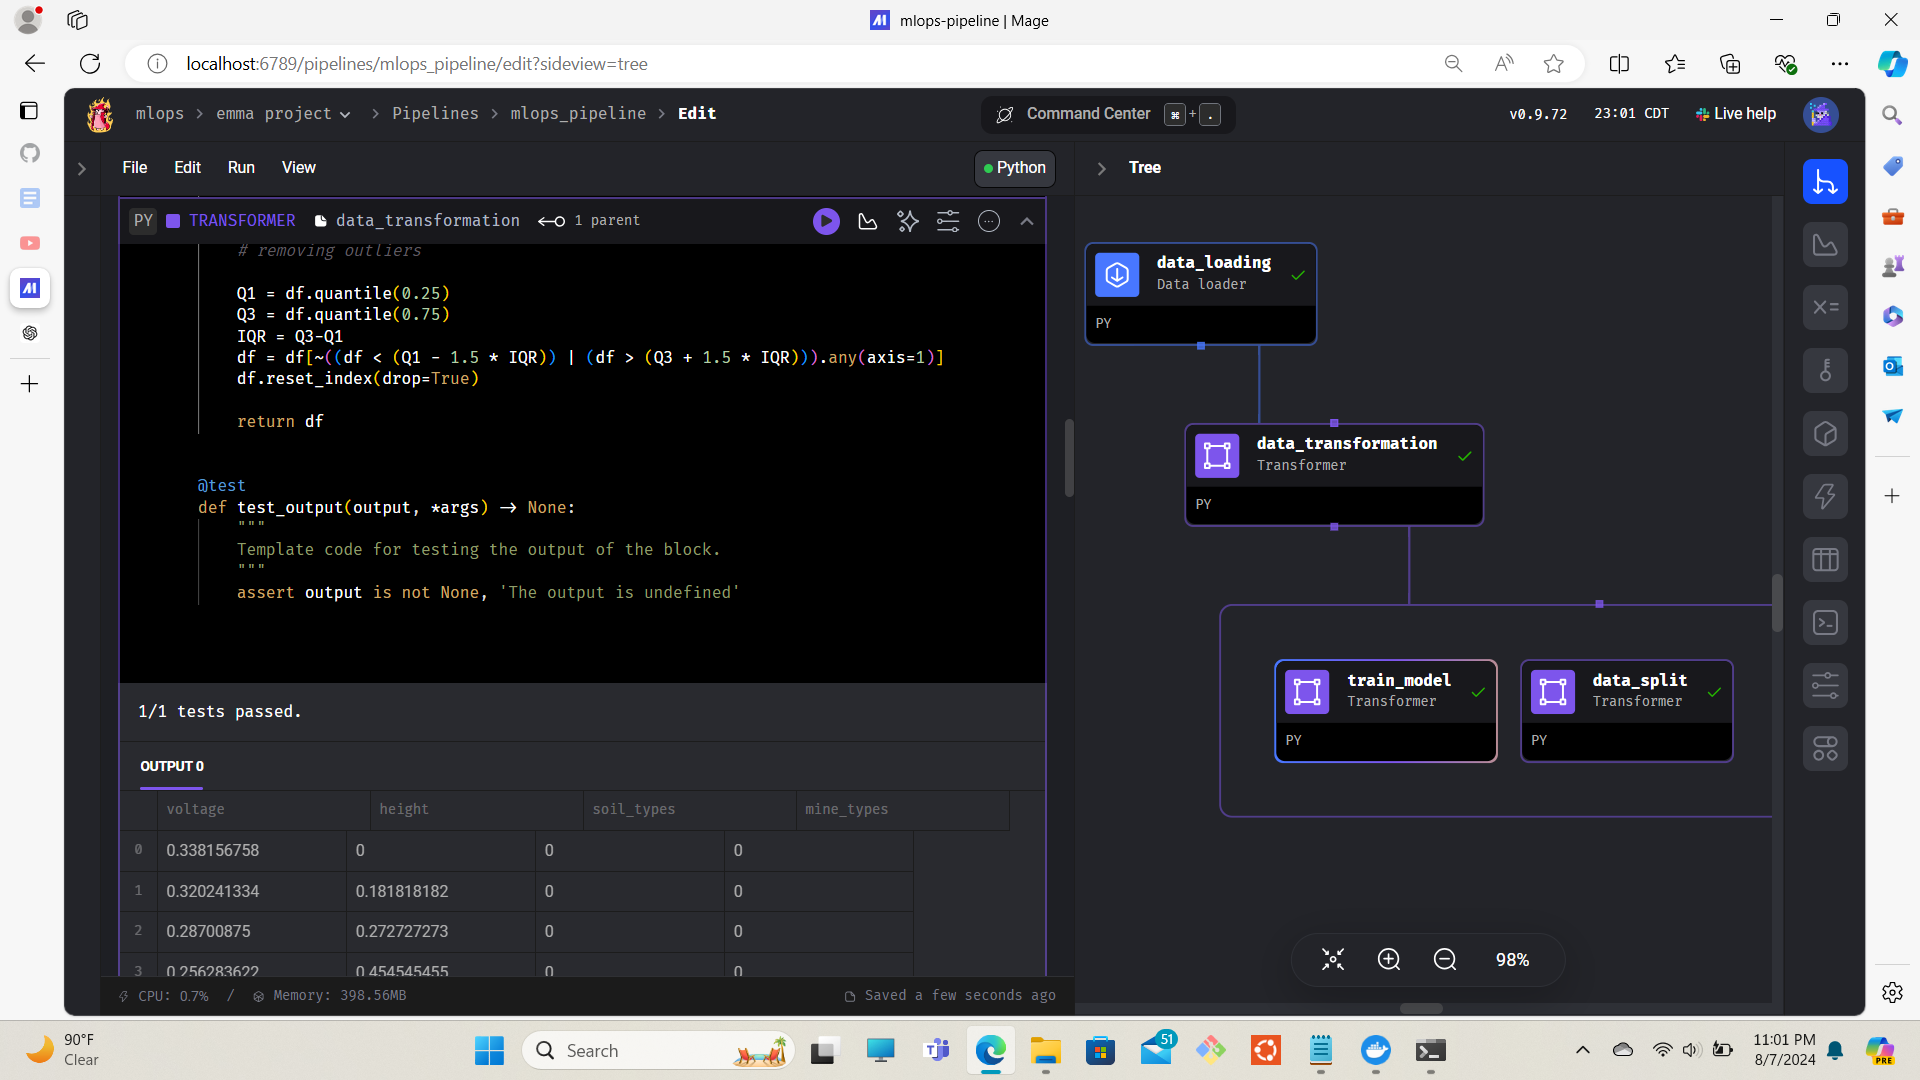 mlops-pipeline | Mage
localhost:6789/pipelines/mlops_pipeline/edit?sideview=tree
mlops > emma project > Pipelines > mlops_pipeline > Edit
Command Center ⌘ + .
v0.9.72
23:01 CDT
Live help
File Edit Run View
Python
Tree
PY TRANSFORMER data_transformation 1 parent
# removing outliers
Q1 = df.quantile(0.25)
Q3 = df.quantile(0.75)
IQR = Q3-Q1
df = df[~((df < (Q1 - 1.5 * IQR)) | (df > (Q3 + 1.5 * IQR))).any(axis=1)]
df.reset_index(drop=True)
return df
@test
def test_output(output, *args) -> None:
"""
Template code for testing the output of the block.
"""
assert output is not None, 'The output is undefined'
1/1 tests passed.
OUTPUT 0
voltage height soil_types mine_types
0 0.338156758 0 0 0
1 0.320241334 0.181818182 0 0
2 0.28700875 0.272727273 0 0
3 0.256283622 0.454545455 0 0
CPU: 0.7% / Memory: 398.56MB
Saved a few seconds ago
data_loading
Data loader
PY
data_transformation
Transformer
PY
train_model
Transformer
PY
data_split
Transformer
PY
98%
90°F
Clear
Search
51
11:01 PM
8/7/2024
PRE